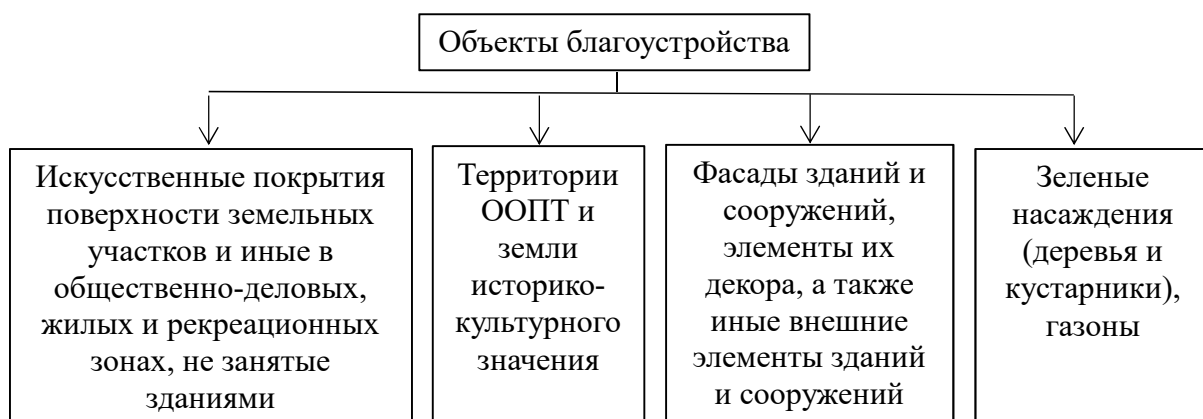 Объекты благоустройства
Искусственные покрытия
поверхности земельных
участков и иные в
общественно-деловых,
жилых и рекреационных
зонах, не занятые
зданиями
Территории
ООПТ и
земли
историко-
культурного
значения
Фасады зданий и
сооружений,
элементы их
декора, а также
иные внешние
элементы зданий
и сооружений
Зеленые
насаждения
(деревья и
кустарники),
газоны